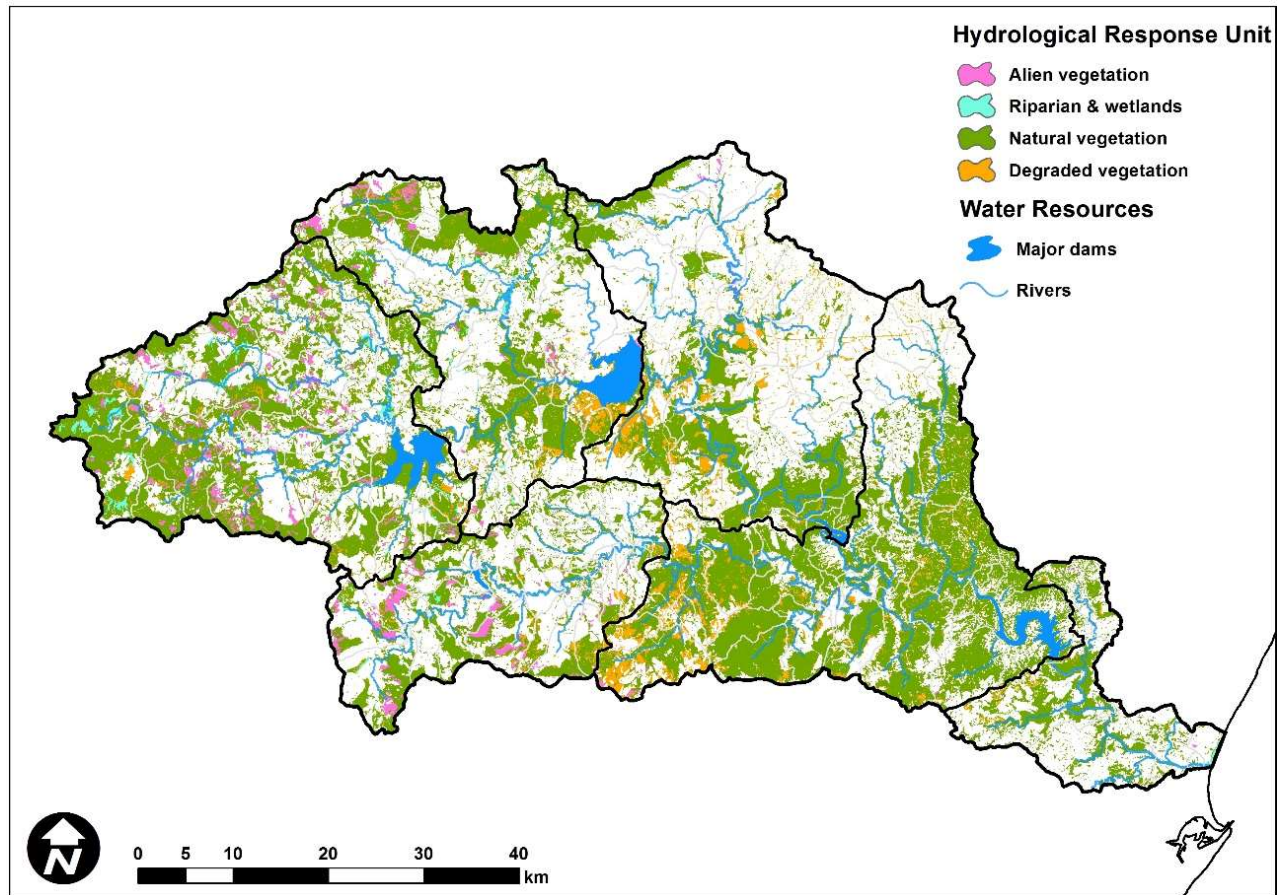 Hydrological Response Unit
Alien vegetation
Riparian & wetlands
Natural vegetation
Degraded vegetation
Water Resources
Major dams
Rivers
N
0 5 10 20 30 40
km